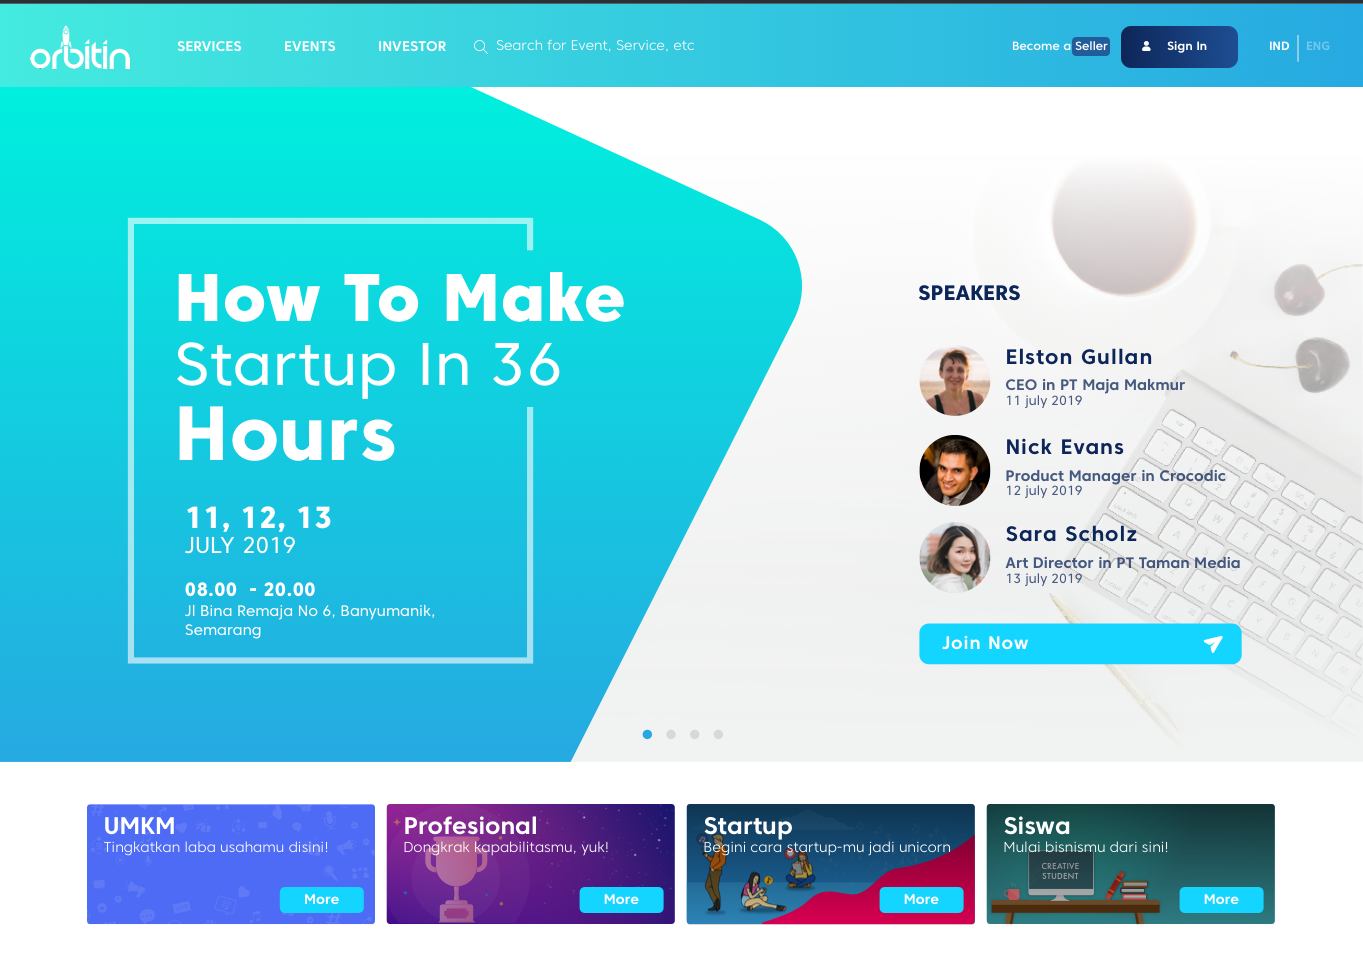 orbitin
SERVICES
EVENTS
INVESTOR
Search for Event, Service, etc
Become a Seller
Sign In
IND
ENG
How To Make
Startup In 36
Hours
11, 12, 13
JULY 2019
08.00 - 20.00
Jl Bina Remaja No 6, Banyumanik,
Semarang
SPEAKERS
Elston Gullan
CEO in PT Maja Makmur
11 july 2019
Nick Evans
Product Manager in Crocodic
12 july 2019
Sara Scholz
Art Director in PT Taman Media
13 july 2019
Join Now
UMKM
Tingkatkan laba usahamu disini!
More
Profesional
Dongkrak kapabilitasmu, yuk!
More
Startup
Begini cara startup-mu jadi unicorn
More
Siswa
Mulai bisnismu dari sini!
CREATIVE
STUDENT
More